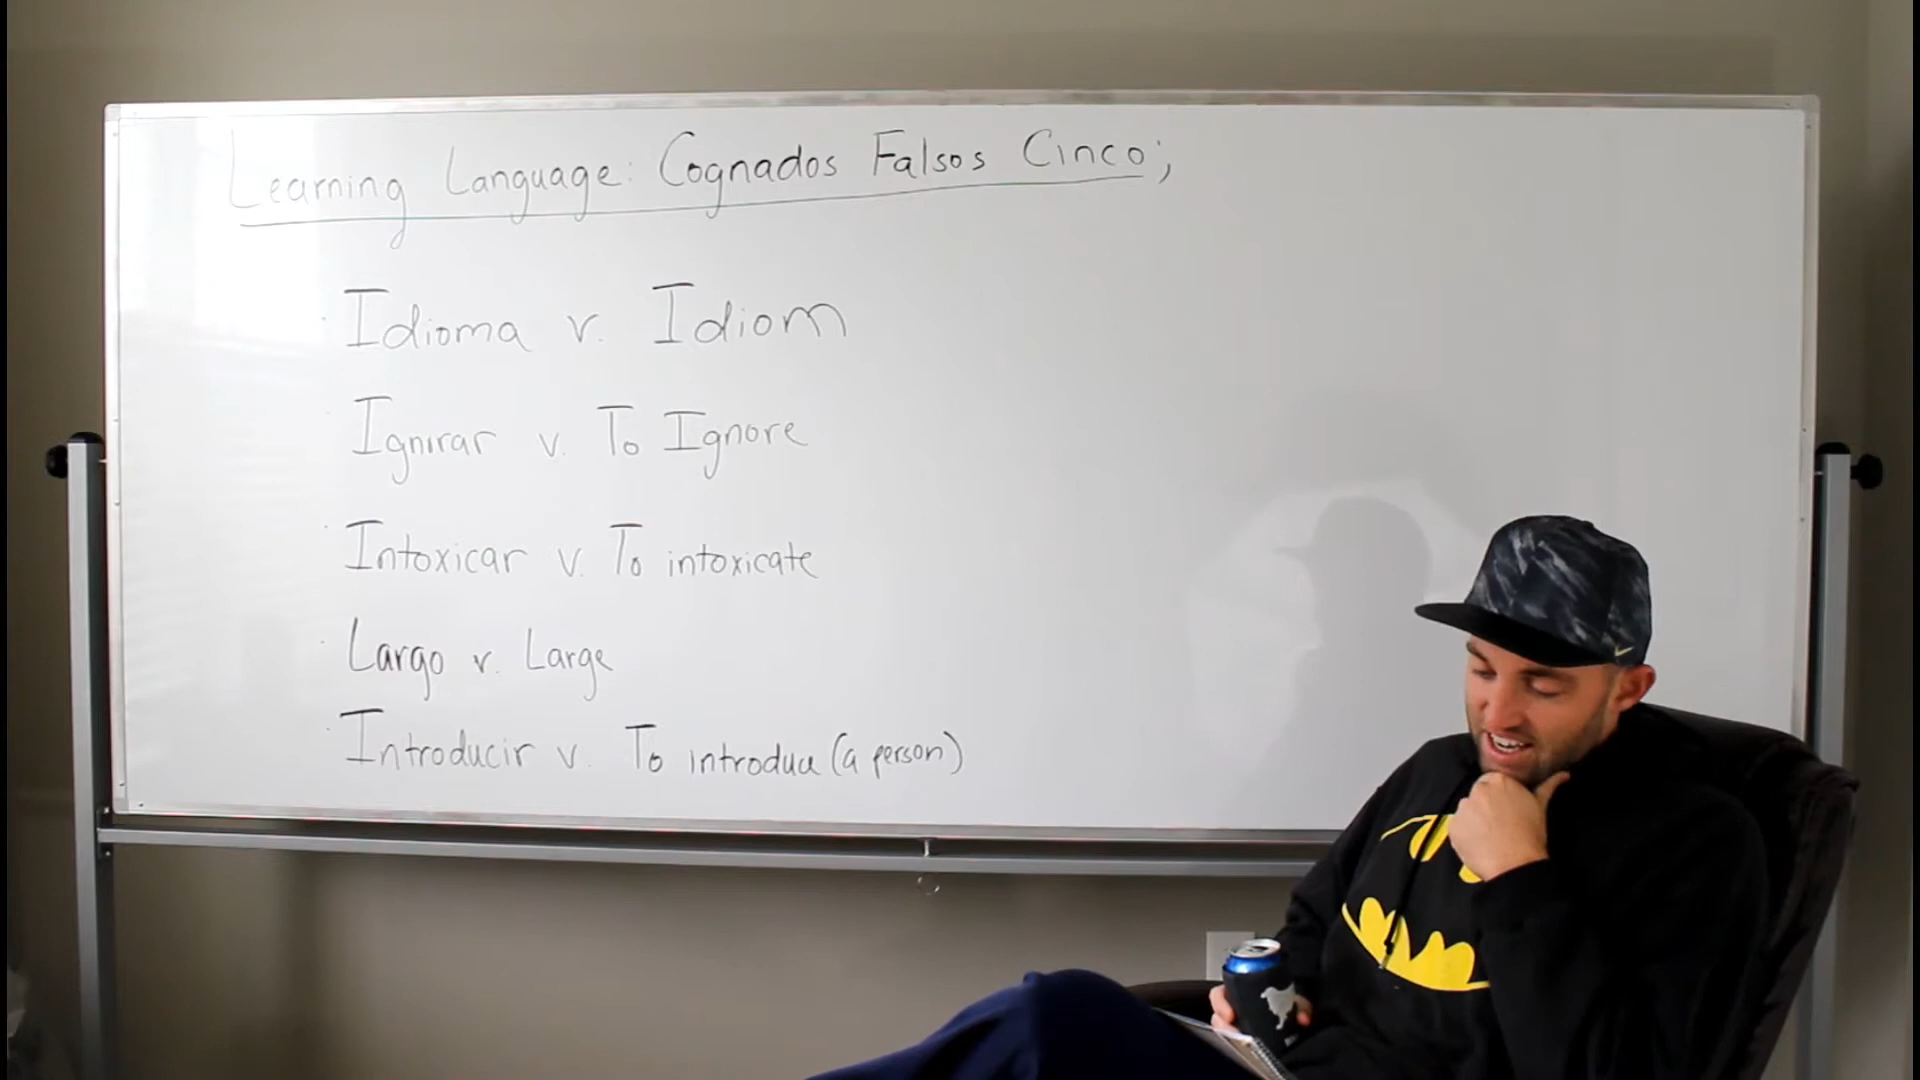 Learning Language: Cognados Falsos Cinco;
Idioma v. Idiom
Ignirar v. To Ignore
Intoxicar v. To intoxicate
Largo v. Large
Introducir v. To introduce (a person)